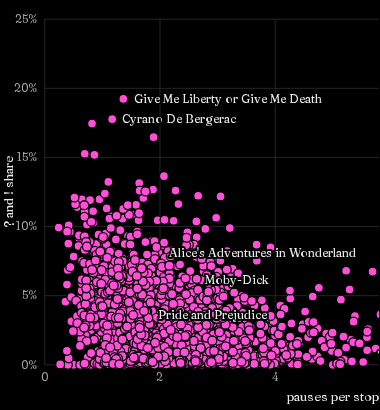 25%
20%
Give Me Liberty or Give Me Death
Cyrano De Bergerac
15%
? and ! share
10%
Alice's Adventures in Wonderland
Moby-Dick
5%
Pride and Prejudice
0%
0 2 4
pauses per stop